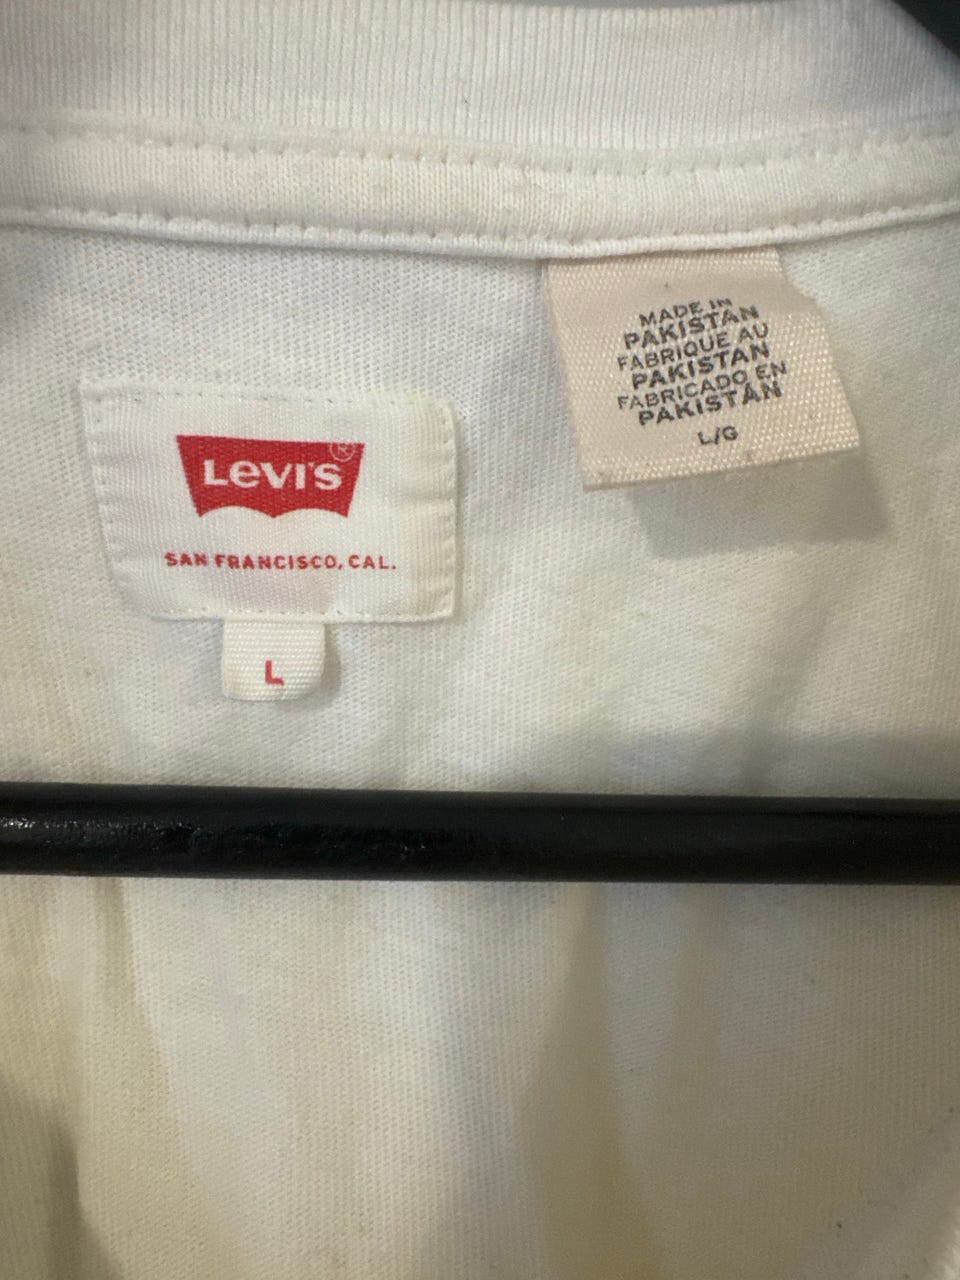 MADE IN
PAKISTAN
FABRIQUE AU
PAKISTAN
FABRICADO EN
PAKISTÁN
L/G
LEVI'S®
SAN FRANCISCO, CAL.
L